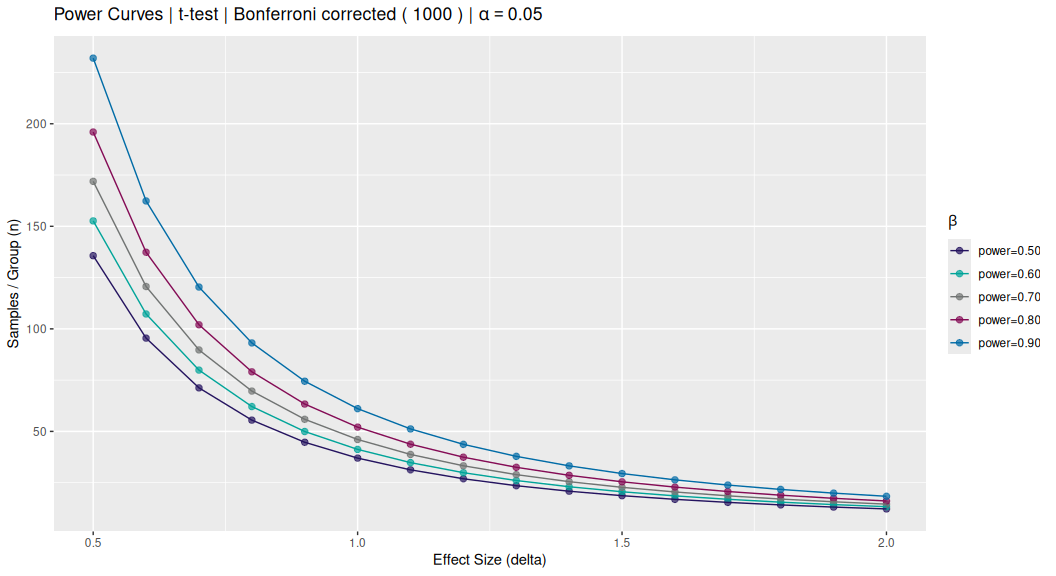 Power Curves | t-test | Bonferroni corrected ( 1000 ) | α = 0.05
Samples / Group (n)
200
150
100
50
0.5
1.0
1.5
2.0
Effect Size (delta)
β
power=0.50
power=0.60
power=0.70
power=0.80
power=0.90